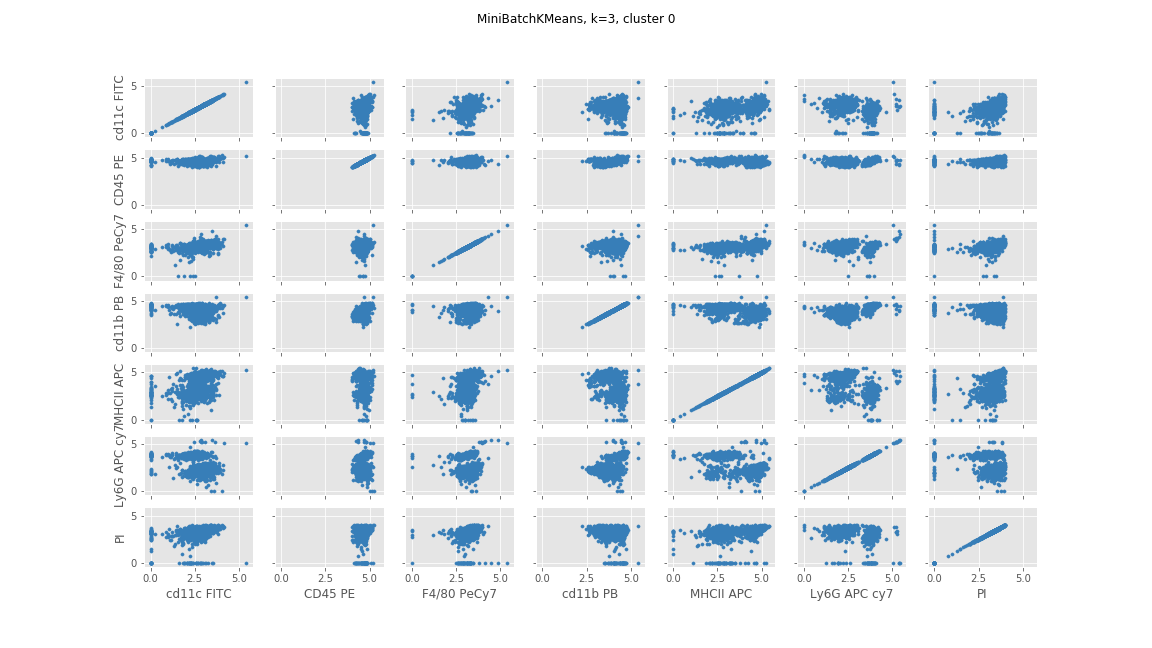 MiniBatchKMeans, k=3, cluster 0
cd11c FITC
5
0
CD45 PE
5
0
F4/80 PeCy7
5
0
cd11b PB
5
0
MHCII APC
5
0
Ly6G APC cy7
5
0
PI
5
0
0.0 2.5 5.0 0.0 2.5 5.0 0.0 2.5 5.0 0.0 2.5 5.0 0.0 2.5 5.0 0.0 2.5 5.0 0.0 2.5 5.0
cd11c FITC CD45 PE F4/80 PeCy7 cd11b PB MHCII APC Ly6G APC cy7 PI